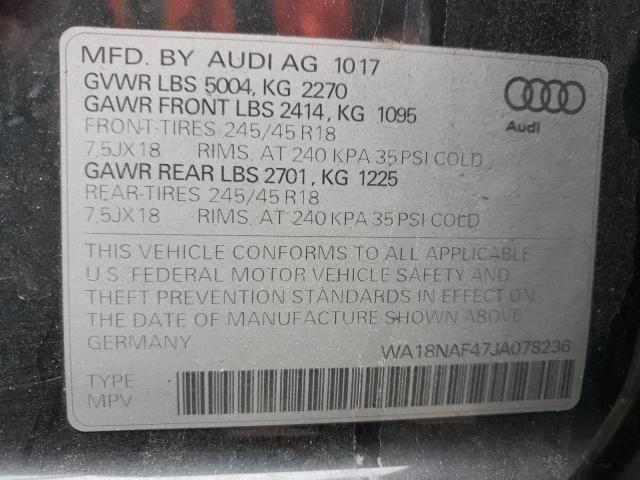 MFD. BY AUDI AG 1017
GVWR LBS 5004, KG 2270
GAWR FRONT LBS 2414, KG 1095
FRONT-TIRES 245/45 R18
7,5JX18 RIMS, AT 240 KPA 35 PSI COLD
GAWR REAR LBS 2701, KG 1225
REAR-TIRES 245/45 R18
7,5JX18 RIMS, AT 240 KPA 35 PSI COLD
Audi
THIS VEHICLE CONFORMS TO ALL APPLICABLE
U.S. FEDERAL MOTOR VEHICLE SAFETY AND
THEFT PREVENTION STANDARDS IN EFFECT ON
THE DATE OF MANUFACTURE SHOWN ABOVE.
GERMANY
WA18NAF47JA078236
TYPE
MPV